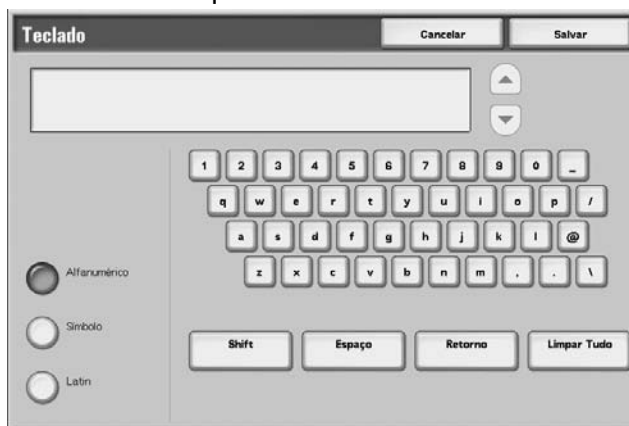 Teclado Cancelar Salvar
1 2 3 4 5 6 7 8 9 0 _
q w e r t y u i o p /
a s d f g h j k l @
Alfanumérico z x c v b n m , . \
Símbolo
Shift Espaço Retorno Limpar Tudo
Latin